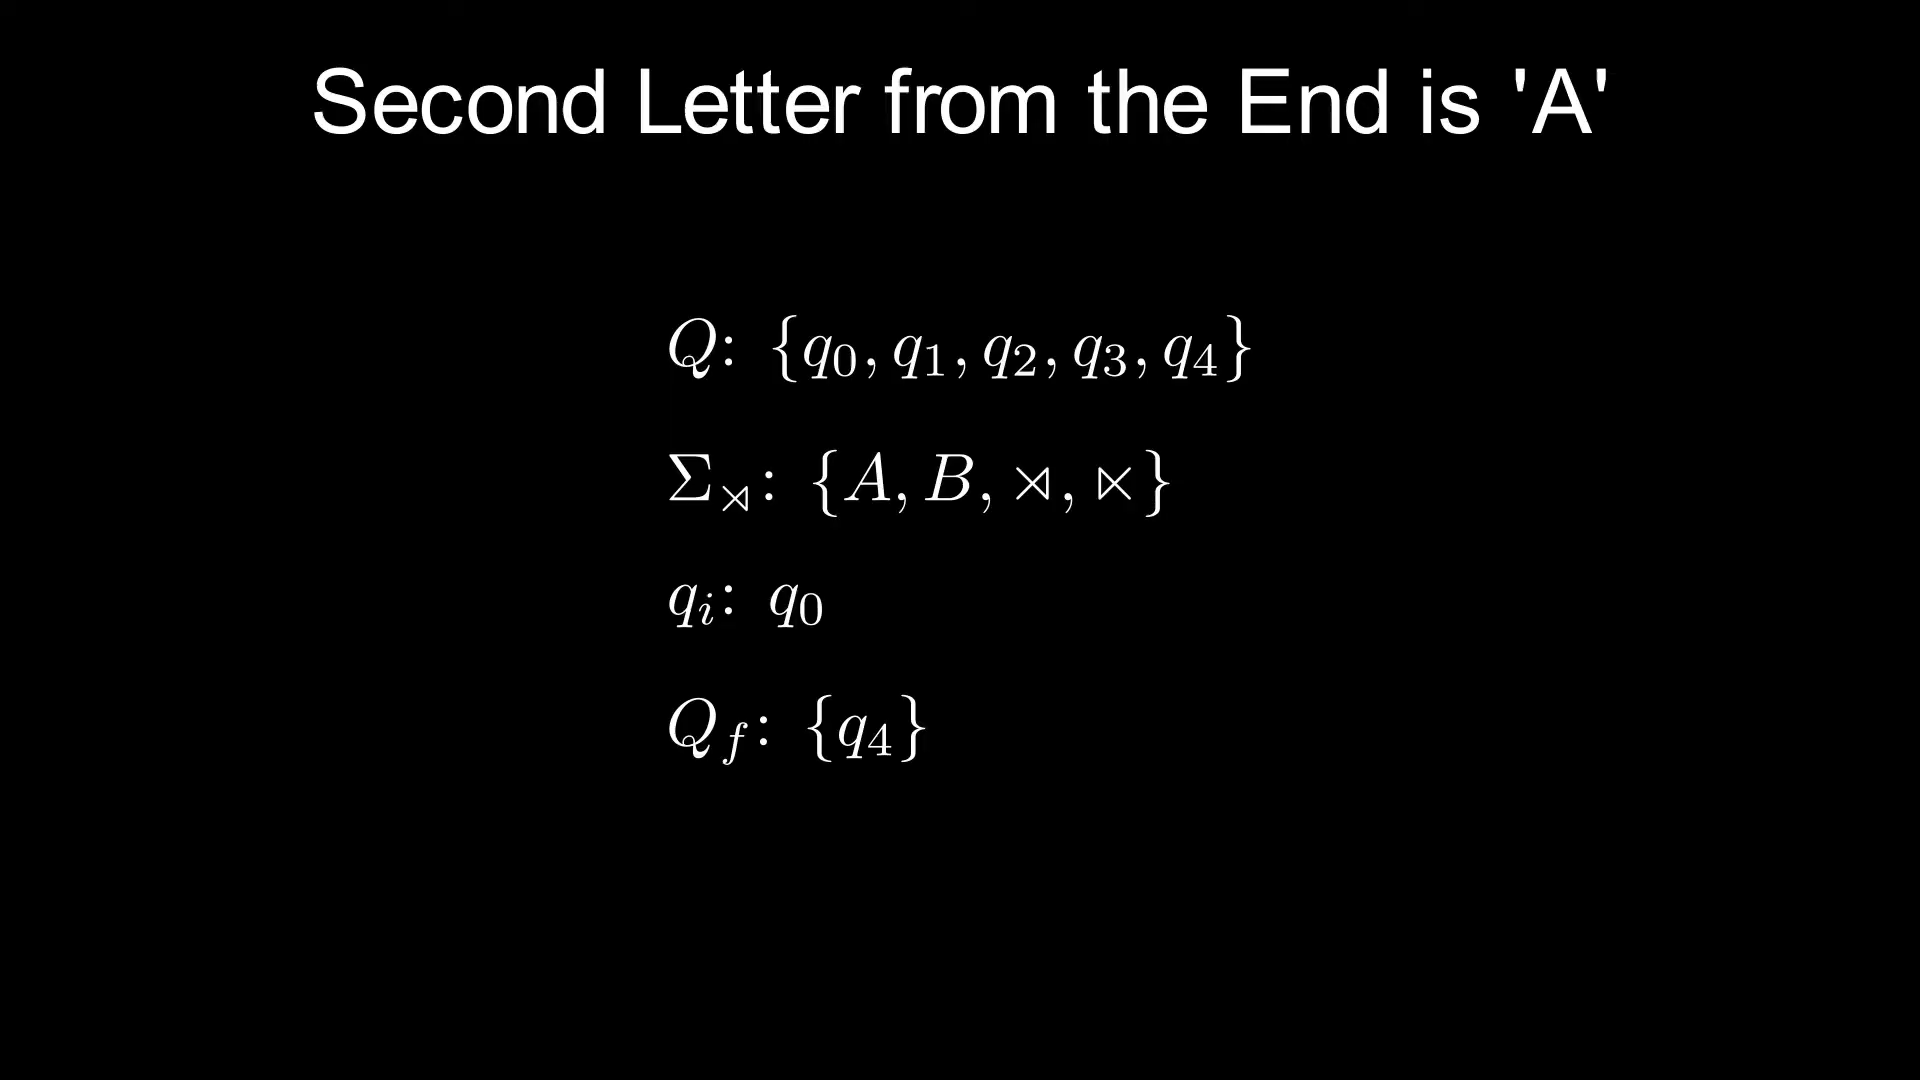 Second Letter from the End is 'A'
Q: {q₀, q₁, q₂, q₃, q₄}
Σ⋊: {A, B, ⋊, ⋉}
qᵢ: q₀
Q_f: {q₄}